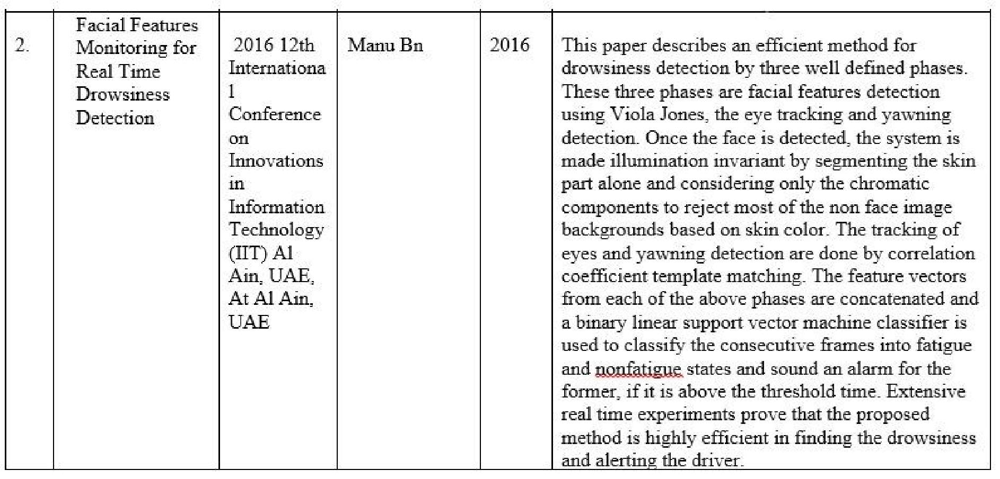 2.
Facial Features
Monitoring for
Real Time
Drowsiness
Detection
2016 12th
Internationa
l
Conference
on
Innovations
in
Information
Technology
(IIT) Al
Ain, UAE,
At Al Ain,
UAE
Manu Bn
2016
This paper describes an efficient method for
drowsiness detection by three well defined phases.
These three phases are facial features detection
using Viola Jones, the eye tracking and yawning
detection. Once the face is detected, the system is
made illumination invariant by segmenting the skin
part alone and considering only the chromatic
components to reject most of the non face image
backgrounds based on skin color. The tracking of
eyes and yawning detection are done by correlation
coefficient template matching. The feature vectors
from each of the above phases are concatenated and
a binary linear support vector machine classifier is
used to classify the consecutive frames into fatigue
and nonfatigue states and sound an alarm for the
former, if it is above the threshold time. Extensive
real time experiments prove that the proposed
method is highly efficient in finding the drowsiness
and alerting the driver.